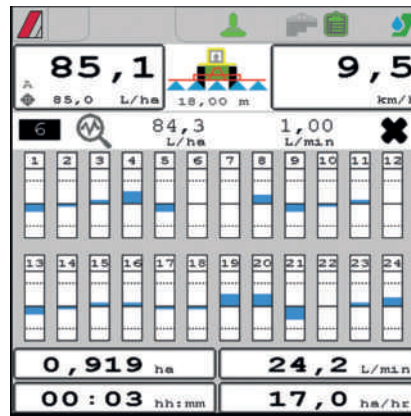 85,1
A 85,0 L/ha
18,00 m
9,5
km/
6 84,3 L/ha 1,00 L/min
1 2 3 4 5 6 7 8 9 10 11 12
13 14 15 16 17 18 19 20 21 22 23 24
0,919 ha 24,2 L/min
00:03 hh:mm 17,0 ha/hr